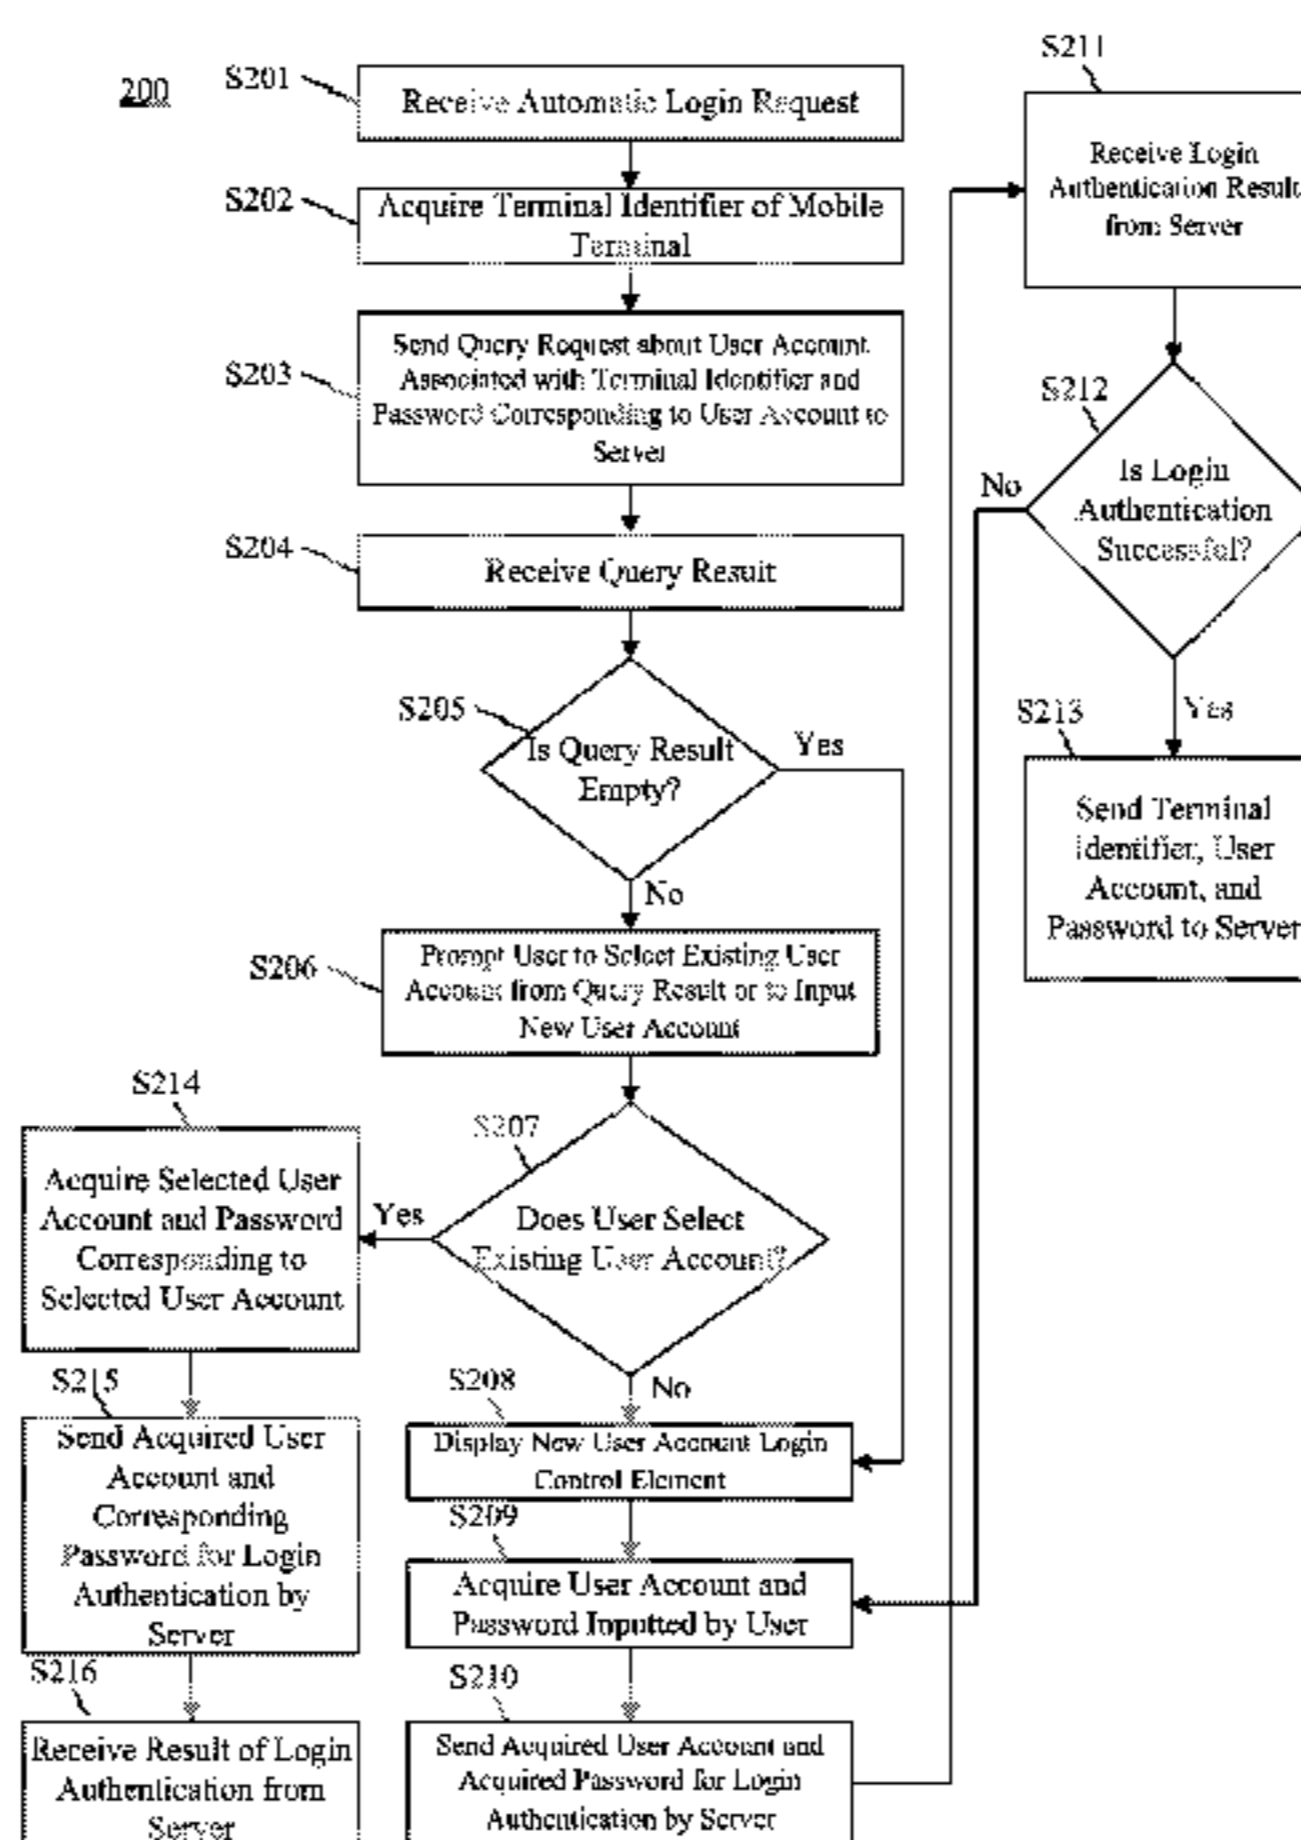 200
S201
Receive Automatic Login Request
S202
Acquire Terminal Identifier of Mobile
Terminal
S203
Send Query Request about User Account
Associated with Terminal Identifier and
Password Corresponding to User Account to
Server
S204
Receive Query Result
S205
Is Query Result
Empty?
Yes
No
S206
Prompt User to Select Existing User
Account from Query Result or to Input
New User Account
S207
Does User Select
Existing User Account?
Yes
No
S214
Acquire Selected User
Account and Password
Corresponding to
Selected User Account
S215
Send Acquired User
Account and
Corresponding
Password for Login
Authentication by
Server
S216
Receive Result of Login
Authentication from
Server
S208
Display New User Account Login
Control Element
S209
Acquire User Account and
Password Inputted by User
S210
Send Acquired User Account and
Acquired Password for Login
Authentication by Server
S211
Receive Login
Authentication Result
from Server
S212
Is Login
Authentication
Successful?
No
Yes
S213
Send Terminal
identifier, User
Account, and
Password to Server